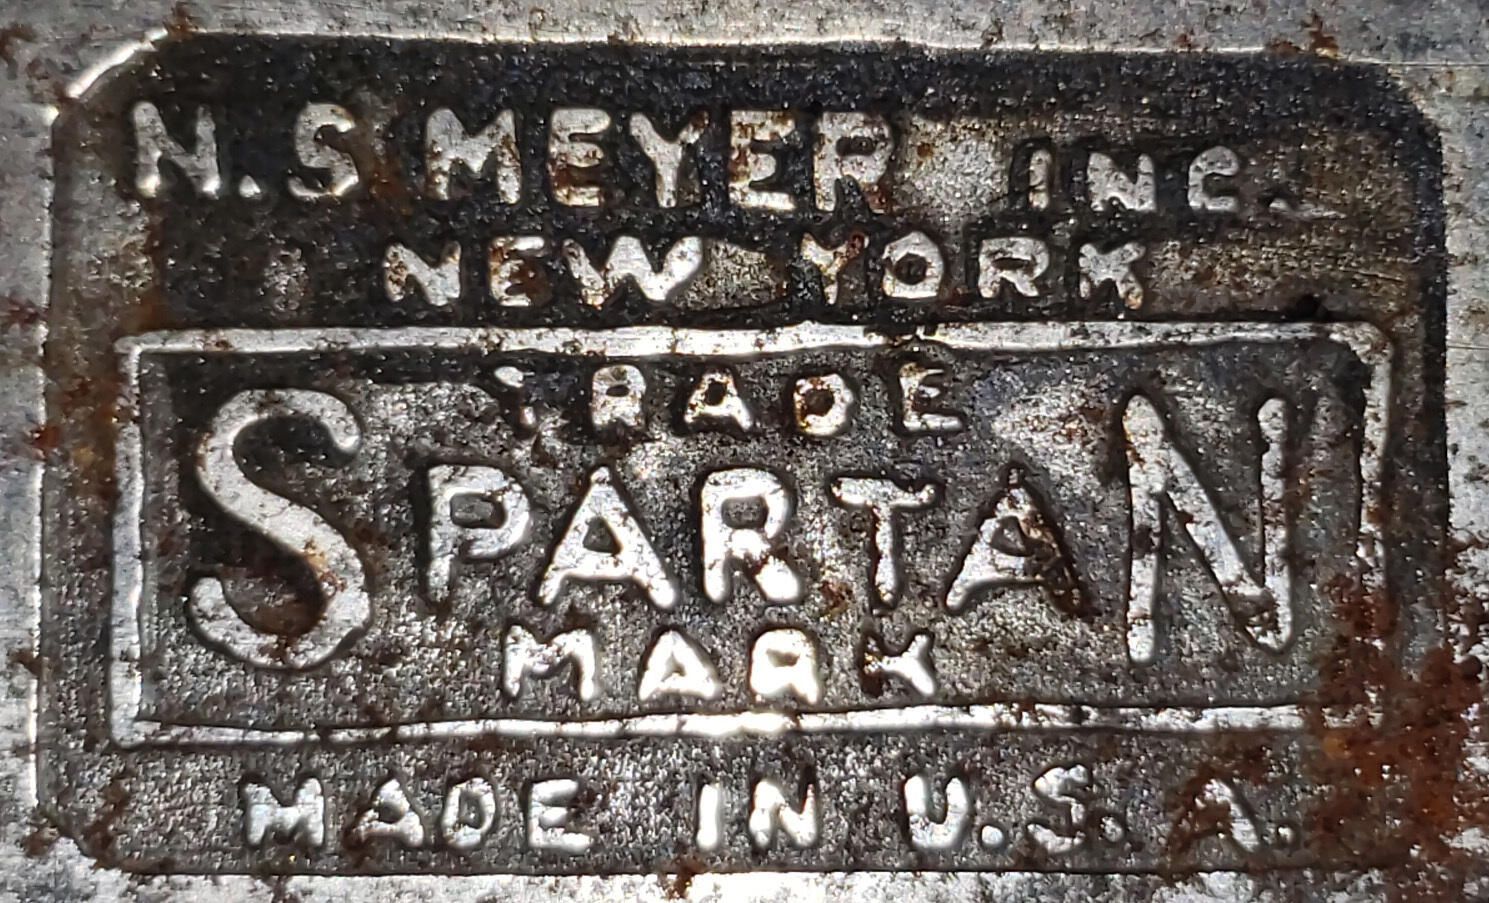 N.S MEYER INC.
NEW YORK
TRADE
SPARTAN
MARK
MADE IN U.S.A.